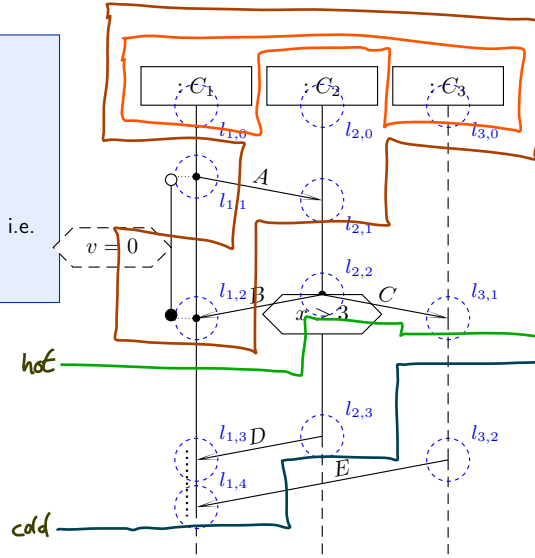 : C1 : C2 : C3
l1,0 l2,0 l3,0
A
l1,1 l2,1
i.e.
v = 0
l2,2
l1,2 B C l3,1
x > 3
hot
l1,3 D l2,3 l3,2
E
l1,4
cold